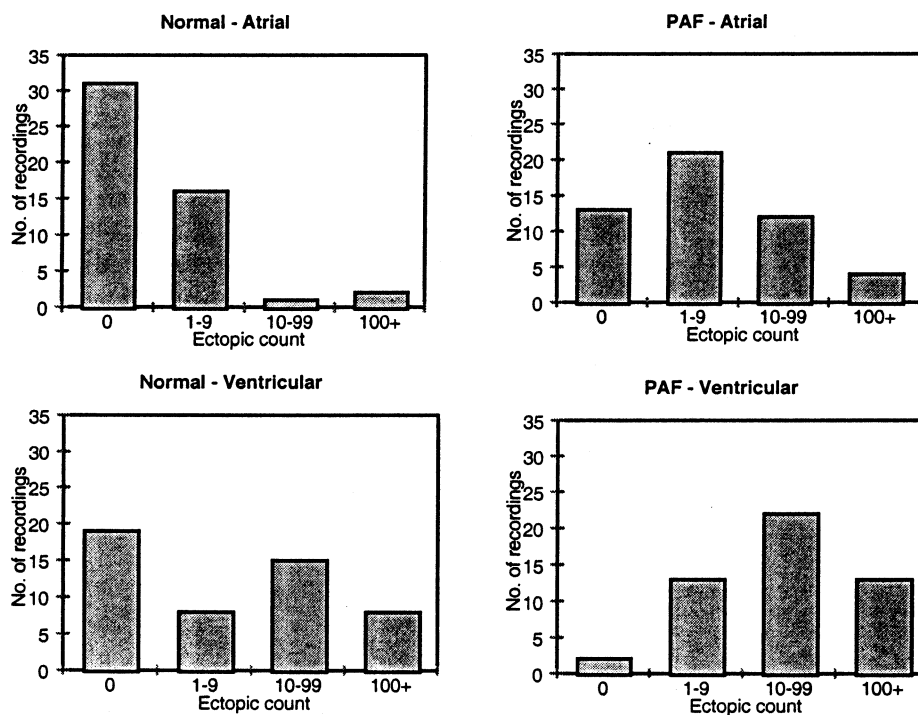 Normal - Atrial
35
30
25
20
15
10
5
0
No. of recordings
0 1-9 10-99 100+
Ectopic count
PAF - Atrial
35
30
25
20
15
10
5
0
No. of recordings
0 1-9 10-99 100+
Ectopic count
Normal - Ventricular
35
30
25
20
15
10
5
0
No. of recordings
0 1-9 10-99 100+
Ectopic count
PAF - Ventricular
35
30
25
20
15
10
5
0
No. of recordings
0 1-9 10-99 100+
Ectopic count